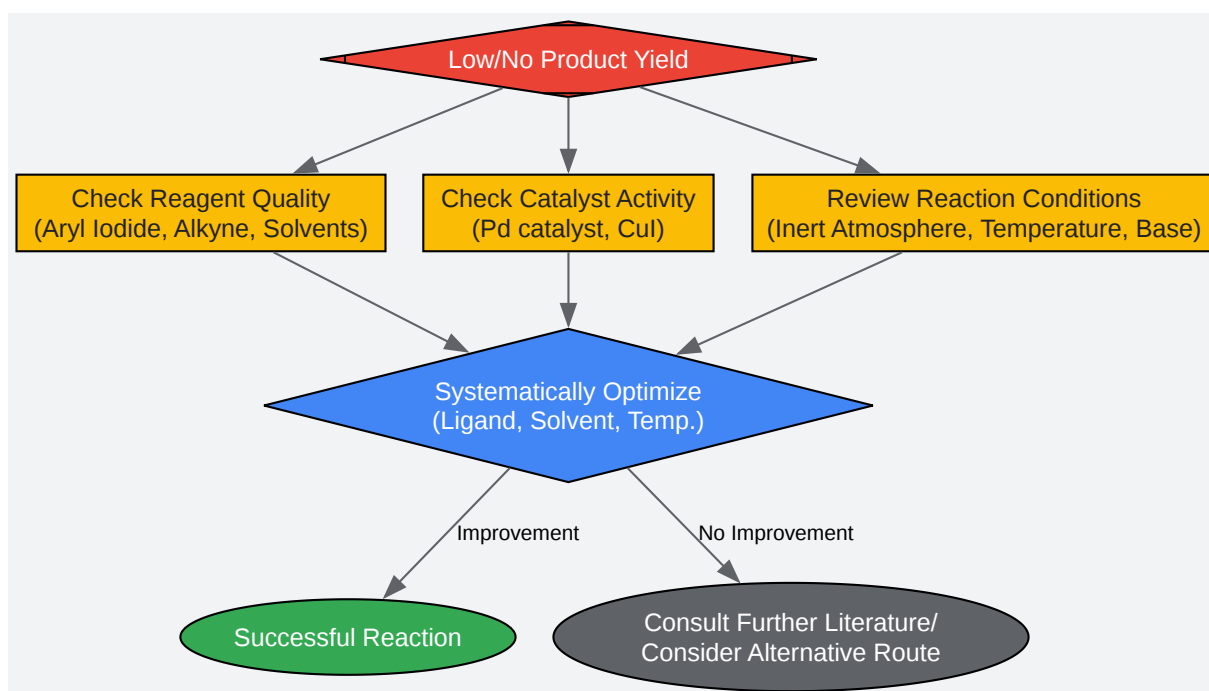 Low/No Product Yield
Check Reagent Quality
(Aryl Iodide, Alkyne, Solvents)
Check Catalyst Activity
(Pd catalyst, CuI)
Review Reaction Conditions
(Inert Atmosphere, Temperature, Base)
Systematically Optimize
(Ligand, Solvent, Temp.)
Improvement
No Improvement
Successful Reaction
Consult Further Literature/
Consider Alternative Route